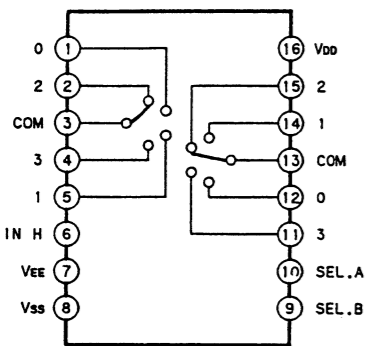 0 1 16 VDD
2 2 15 2
COM 3 14 1
3 4 13 COM
1 5 12 0
IN H 6 11 3
VEE 7 10 SEL.A
VSS 8 9 SEL.B